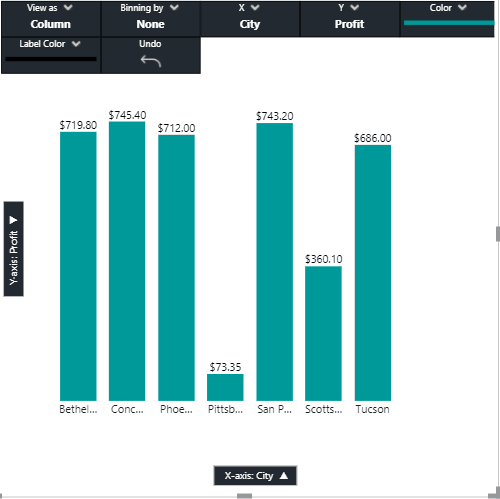 View as Binning by X Y Color
Column None City Profit
Label Color Undo
$719.80 $745.40 $712.00 $73.35 $743.20 $360.10 $686.00
Y-axis: Profit
Bethel... Conc... Phoe... Pittsb... San P... Scotts... Tucson
X-axis: City